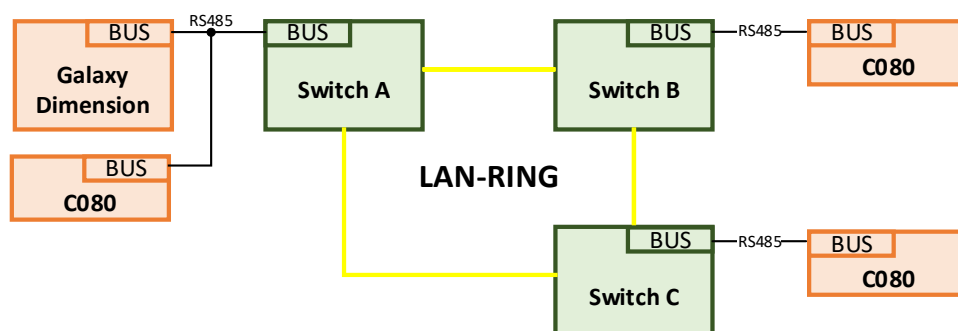 BUS
RS485
BUS
BUS
RS485
BUS
Galaxy
Dimension
Switch A
Switch B
C080
BUS
C080
LAN-RING
BUS
RS485
BUS
C080
Switch C